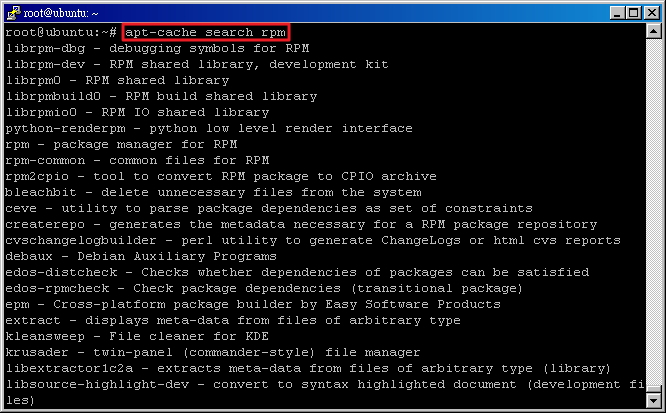 root@ubuntu: ~
root@ubuntu:~# apt-cache search rpm
librpm-dbg - debugging symbols for RPM
librpm-dev - RPM shared library, development kit
librpm0 - RPM shared library
librpmbuild0 - RPM build shared library
librpmio0 - RPM IO shared library
python-renderpm - python low level render interface
rpm - package manager for RPM
rpm-common - common files for RPM
rpm2cpio - tool to convert RPM package to CPIO archive
bleachbit - delete unnecessary files from the system
ceve - utility to parse package dependencies as set of constraints
createrepo - generates the metadata necessary for a RPM package repository
cvschangelogbuilder - perl utility to generate ChangeLogs or html cvs reports
debaux - Debian Auxiliary Programs
edos-distcheck - Checks whether dependencies of packages can be satisfied
edos-rpmcheck - Check package dependencies (transitional package)
epm - Cross-platform package builder by Easy Software Products
extract - displays meta-data from files of arbitrary type
kleansweep - File cleaner for KDE
krusader - twin-panel (commander-style) file manager
libextractor1c2a - extracts meta-data from files of arbitrary type (library)
libsource-highlight-dev - convert to syntax highlighted document (development fi
les)